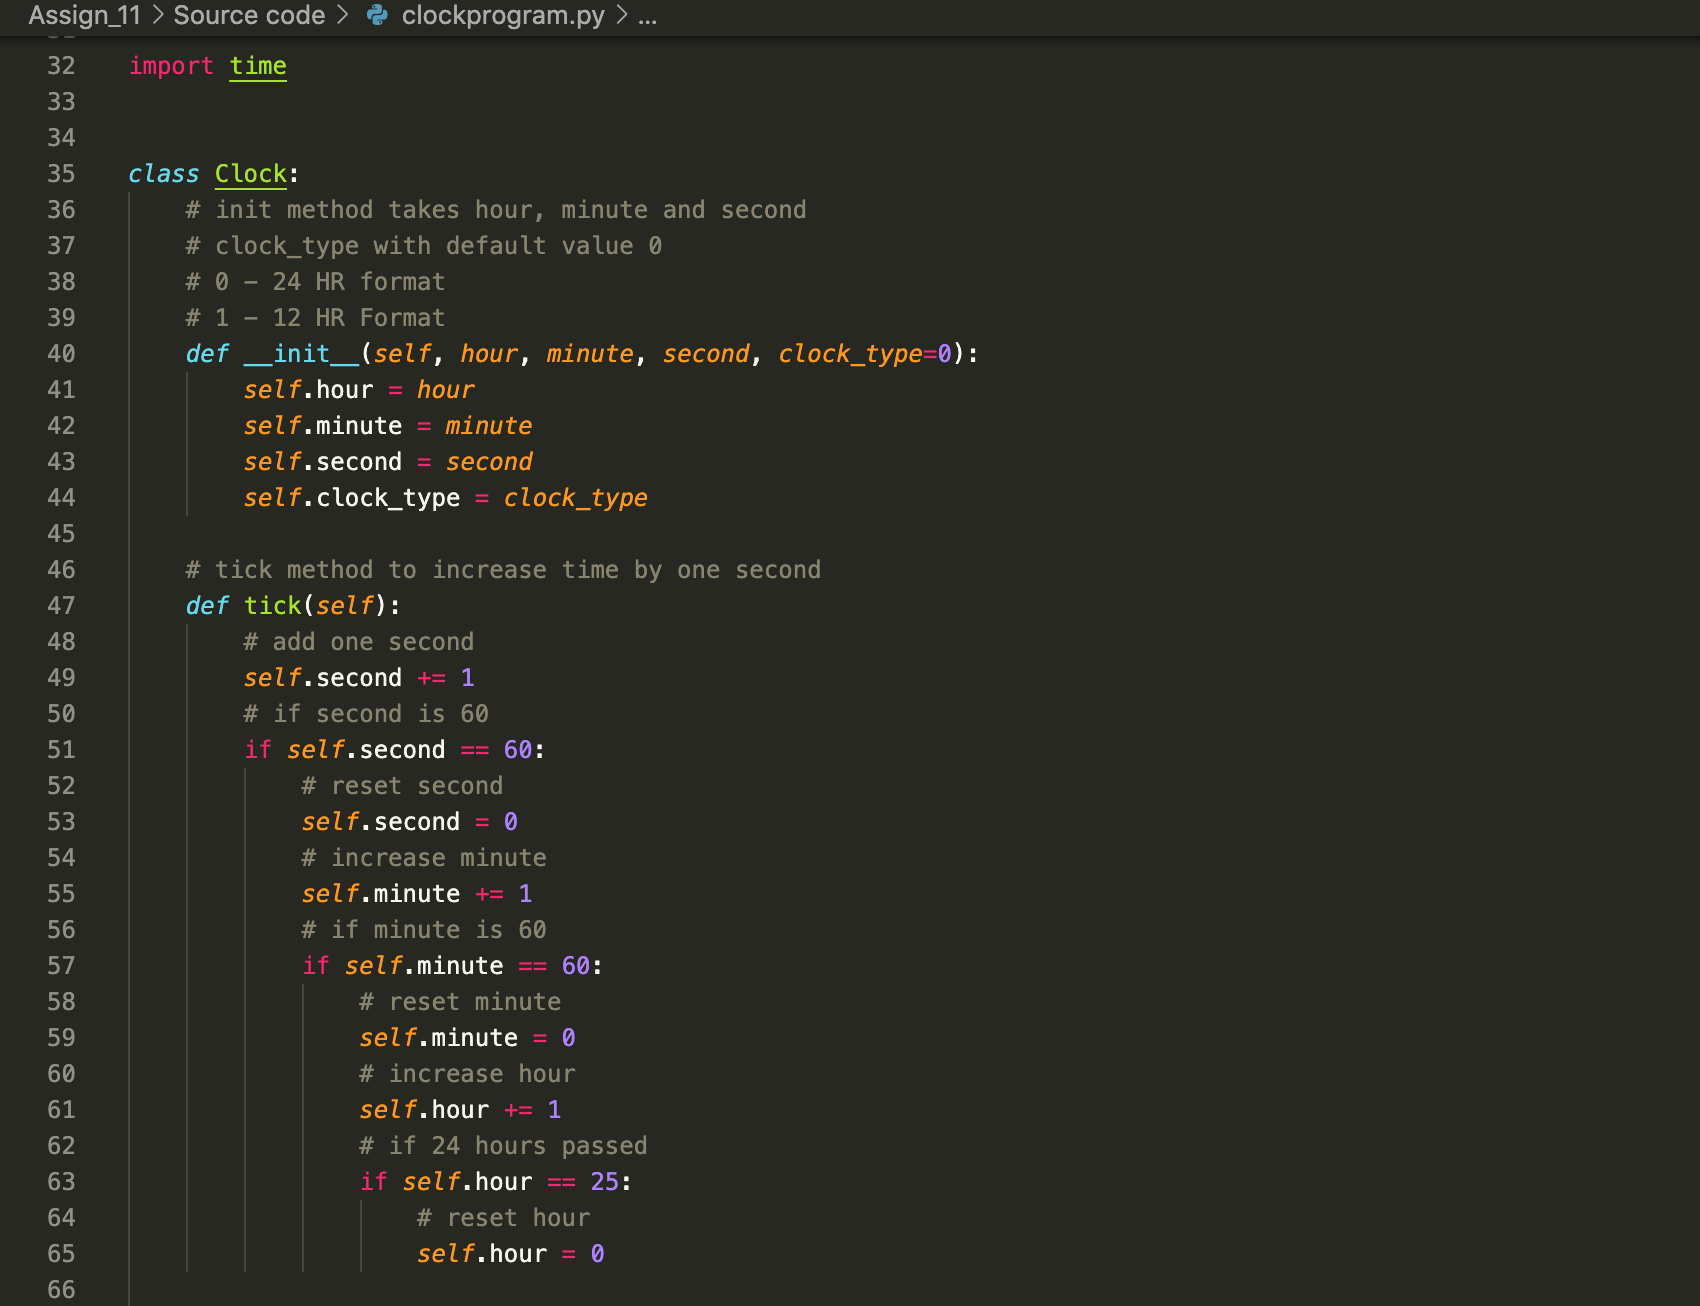 Assign_11 > Source code > clockprogram.py > ...
32 import time
33
34
35 class Clock:
36     # init method takes hour, minute and second
37     # clock_type with default value 0
38     # 0 - 24 HR format
39     # 1 - 12 HR Format
40     def __init__(self, hour, minute, second, clock_type=0):
41         self.hour = hour
42         self.minute = minute
43         self.second = second
44         self.clock_type = clock_type
45
46     # tick method to increase time by one second
47     def tick(self):
48         # add one second
49         self.second += 1
50         # if second is 60
51         if self.second == 60:
52             # reset second
53             self.second = 0
54             # increase minute
55             self.minute += 1
56             # if minute is 60
57             if self.minute == 60:
58                 # reset minute
59                 self.minute = 0
60                 # increase hour
61                 self.hour += 1
62                 # if 24 hours passed
63                 if self.hour == 25:
64                     # reset hour
65                     self.hour = 0
66